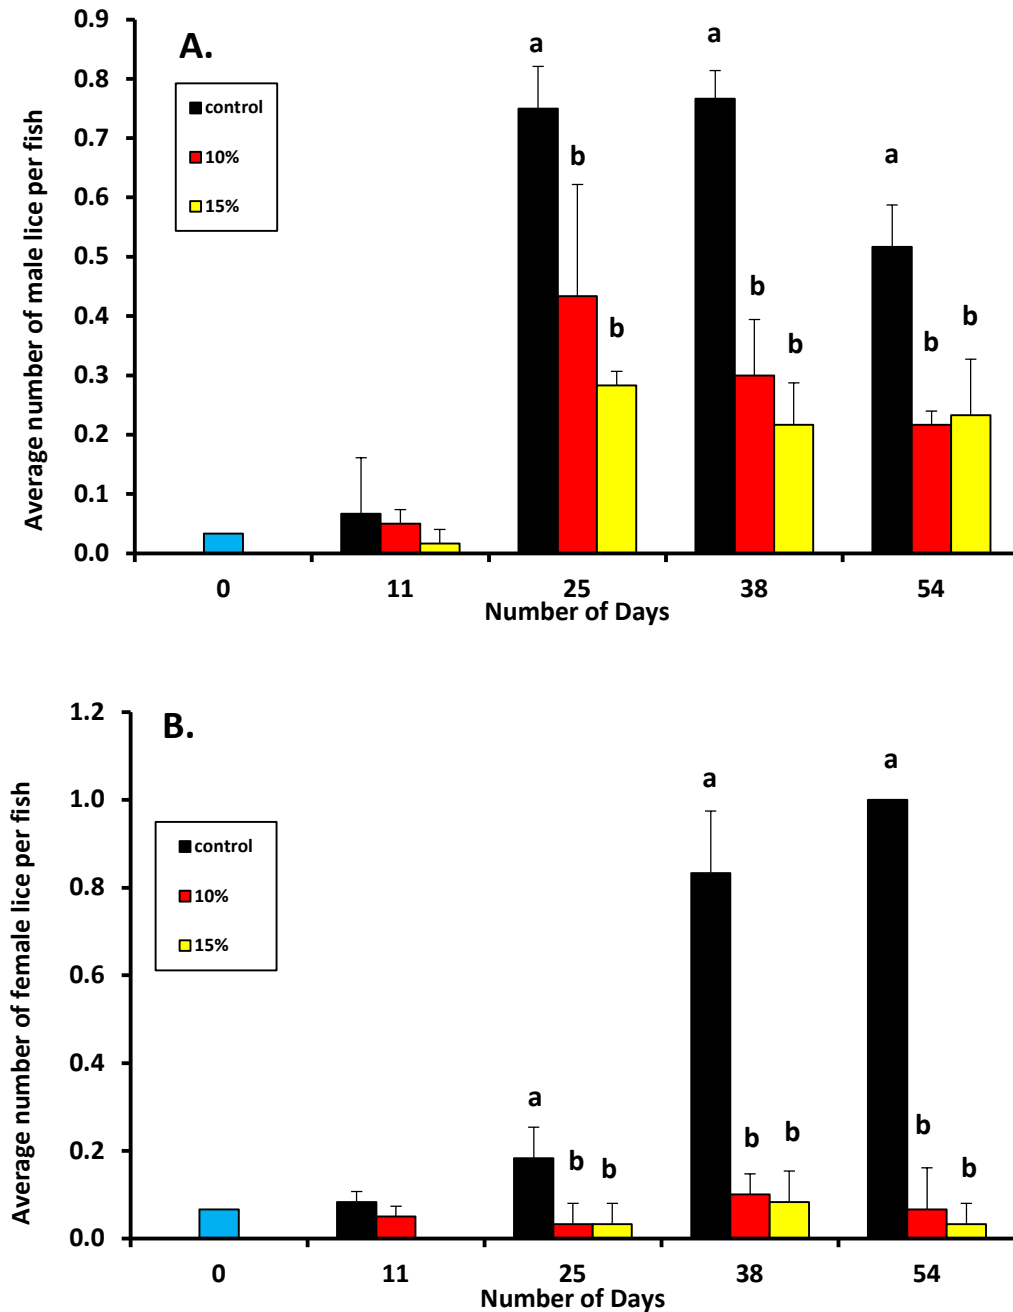 A.
Average number of male lice per fish
0.9
0.8
0.7
0.6
0.5
0.4
0.3
0.2
0.1
0.0
control
10%
15%
a
b
b
a
b
b
a
b
b
0 11 25 38 54
Number of Days
B.
Average number of female lice per fish
1.2
1.0
0.8
0.6
0.4
0.2
0.0
control
10%
15%
a
b
b
a
b
b
a
b
b
0 11 25 38 54
Number of Days